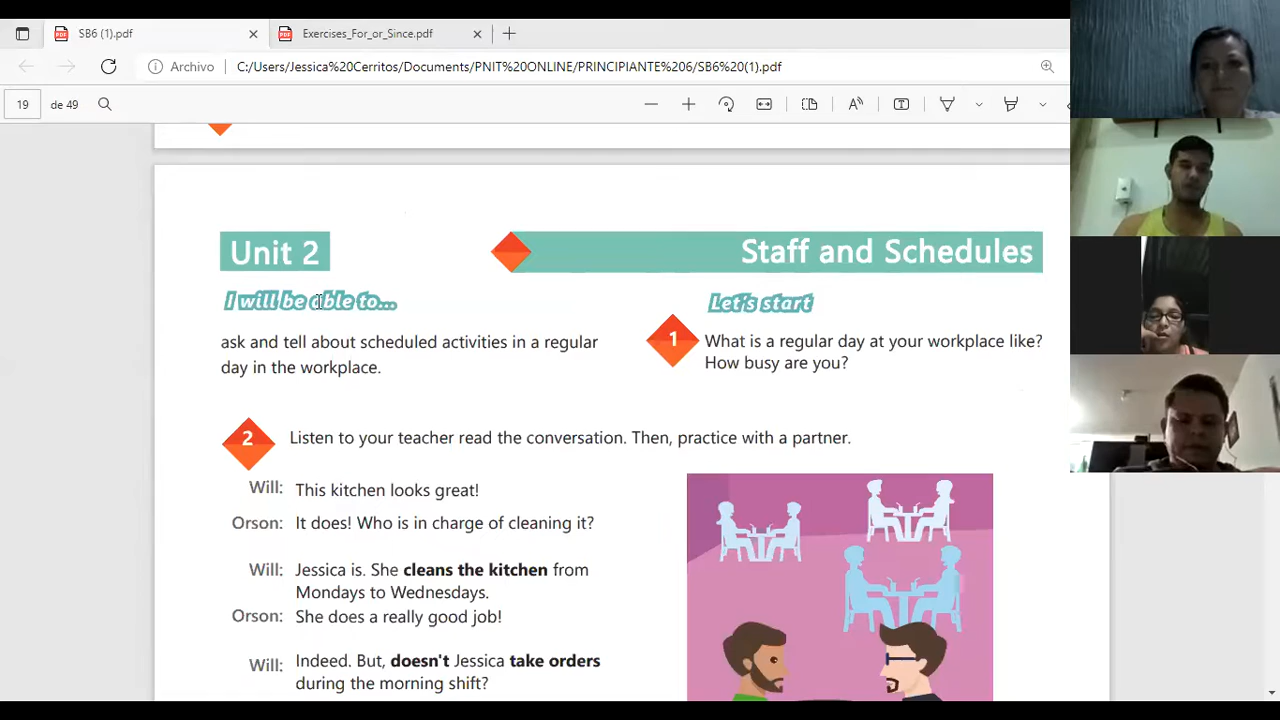 SB6 (1).pdf
Exercises_For_or_Since.pdf
Archivo
C:/Users/Jessica%20Cerritos/Documents/PNIT%20ONLINE/PRINCIPIANTE%206/SB6%20(1).pdf
19
de 49
Unit 2
Staff and Schedules
I will be able to...
ask and tell about scheduled activities in a regular
day in the workplace.
Let's start
1
What is a regular day at your workplace like?
How busy are you?
2
Listen to your teacher read the conversation. Then, practice with a partner.
Will: This kitchen looks great!
Orson: It does! Who is in charge of cleaning it?
Will: Jessica is. She cleans the kitchen from
Mondays to Wednesdays.
Orson: She does a really good job!
Will: Indeed. But, doesn't Jessica take orders
during the morning shift?